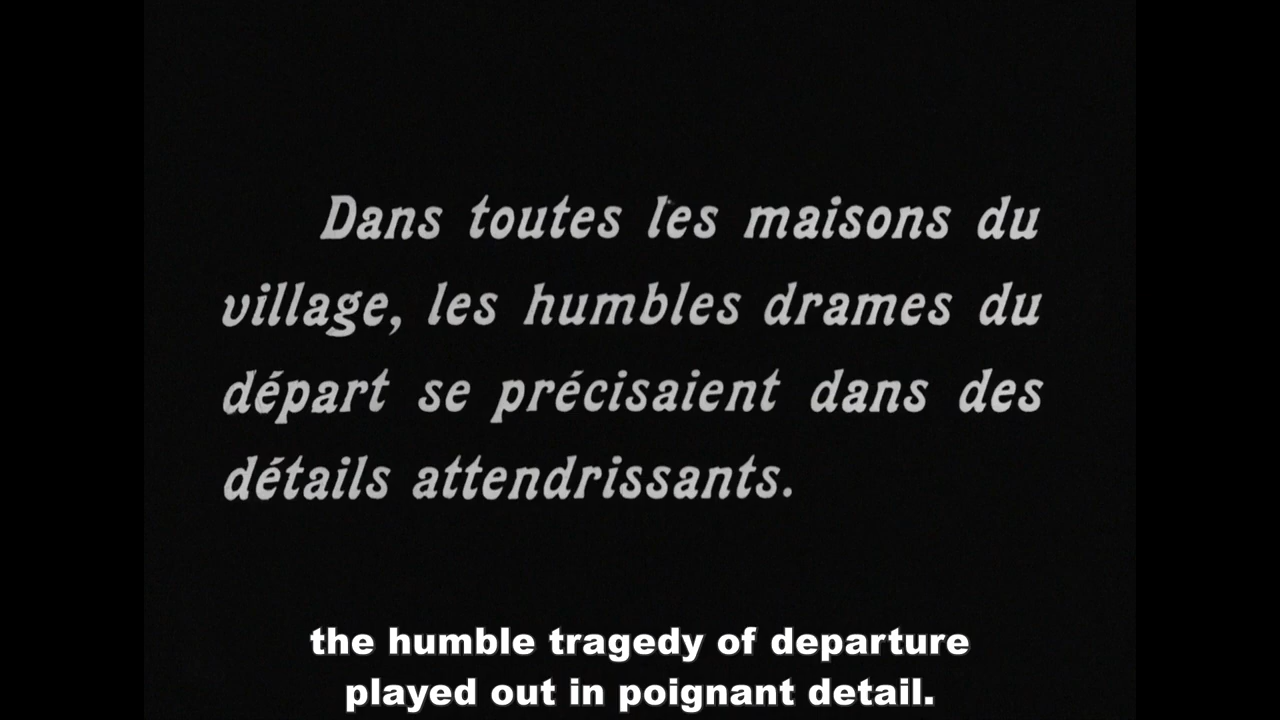 Dans toutes les maisons du
village, les humbles drames du
départ se précisaient dans des
détails attendrissants.
the humble tragedy of departure
played out in poignant detail.